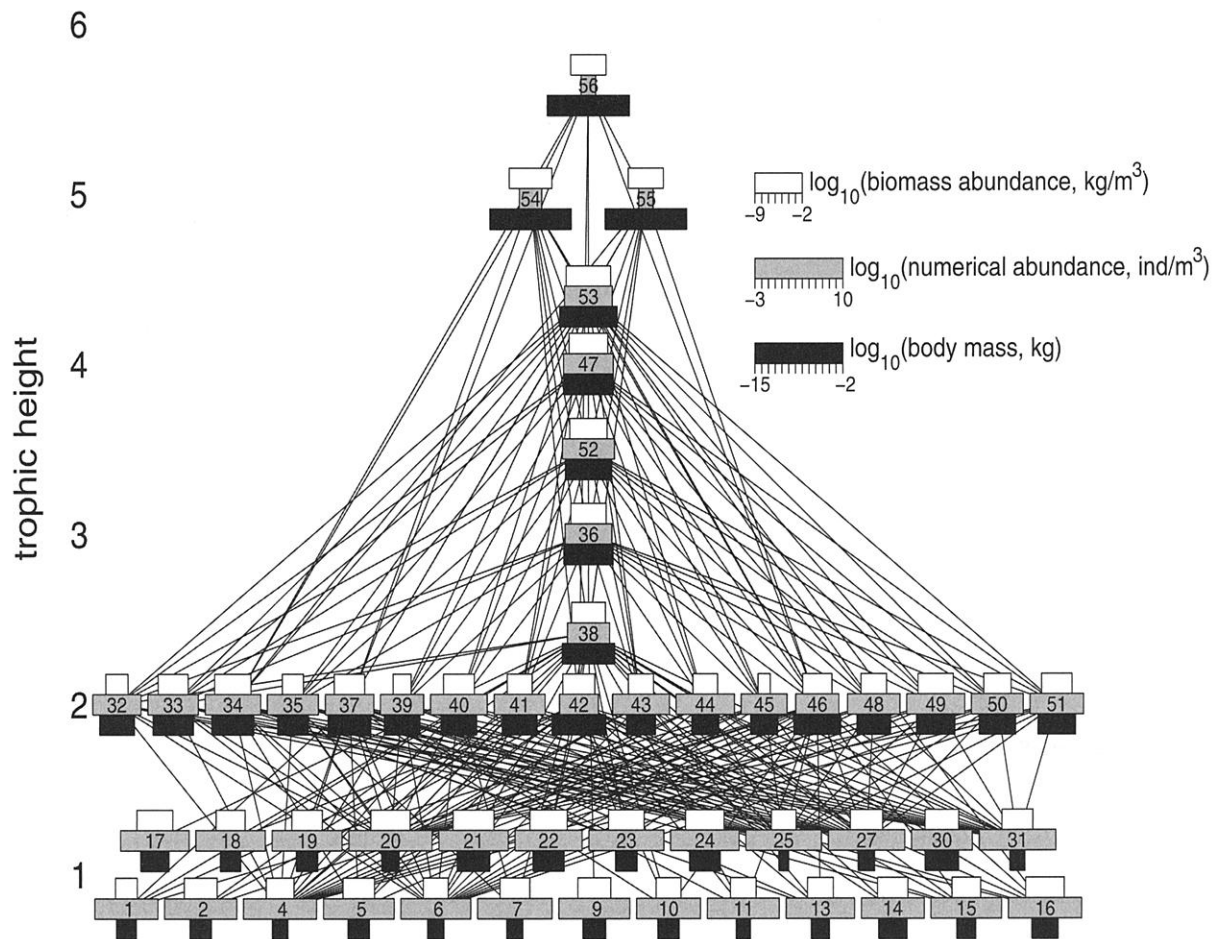 6
56
5
54 55
log10(biomass abundance, kg/m3)
-9 -2
log10(numerical abundance, ind/m3)
-3 10
log10(body mass, kg)
-15 -2
53
4
47
52
trophic height
3
36
38
2
32 33 34 35 37 39 40 41 42 43 44 45 46 48 49 50 51
17 18 19 20 21 22 23 24 25 27 30 31
1
1 2 4 5 6 7 9 10 11 13 14 15 16